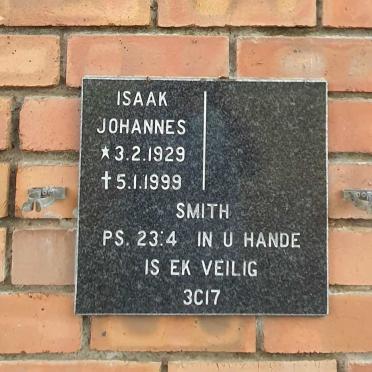 ISAAK
JOHANNES
★3.2.1929
✝5.1.1999
SMITH
PS. 23:4 IN U HANDE
IS EK VEILIG
3C17